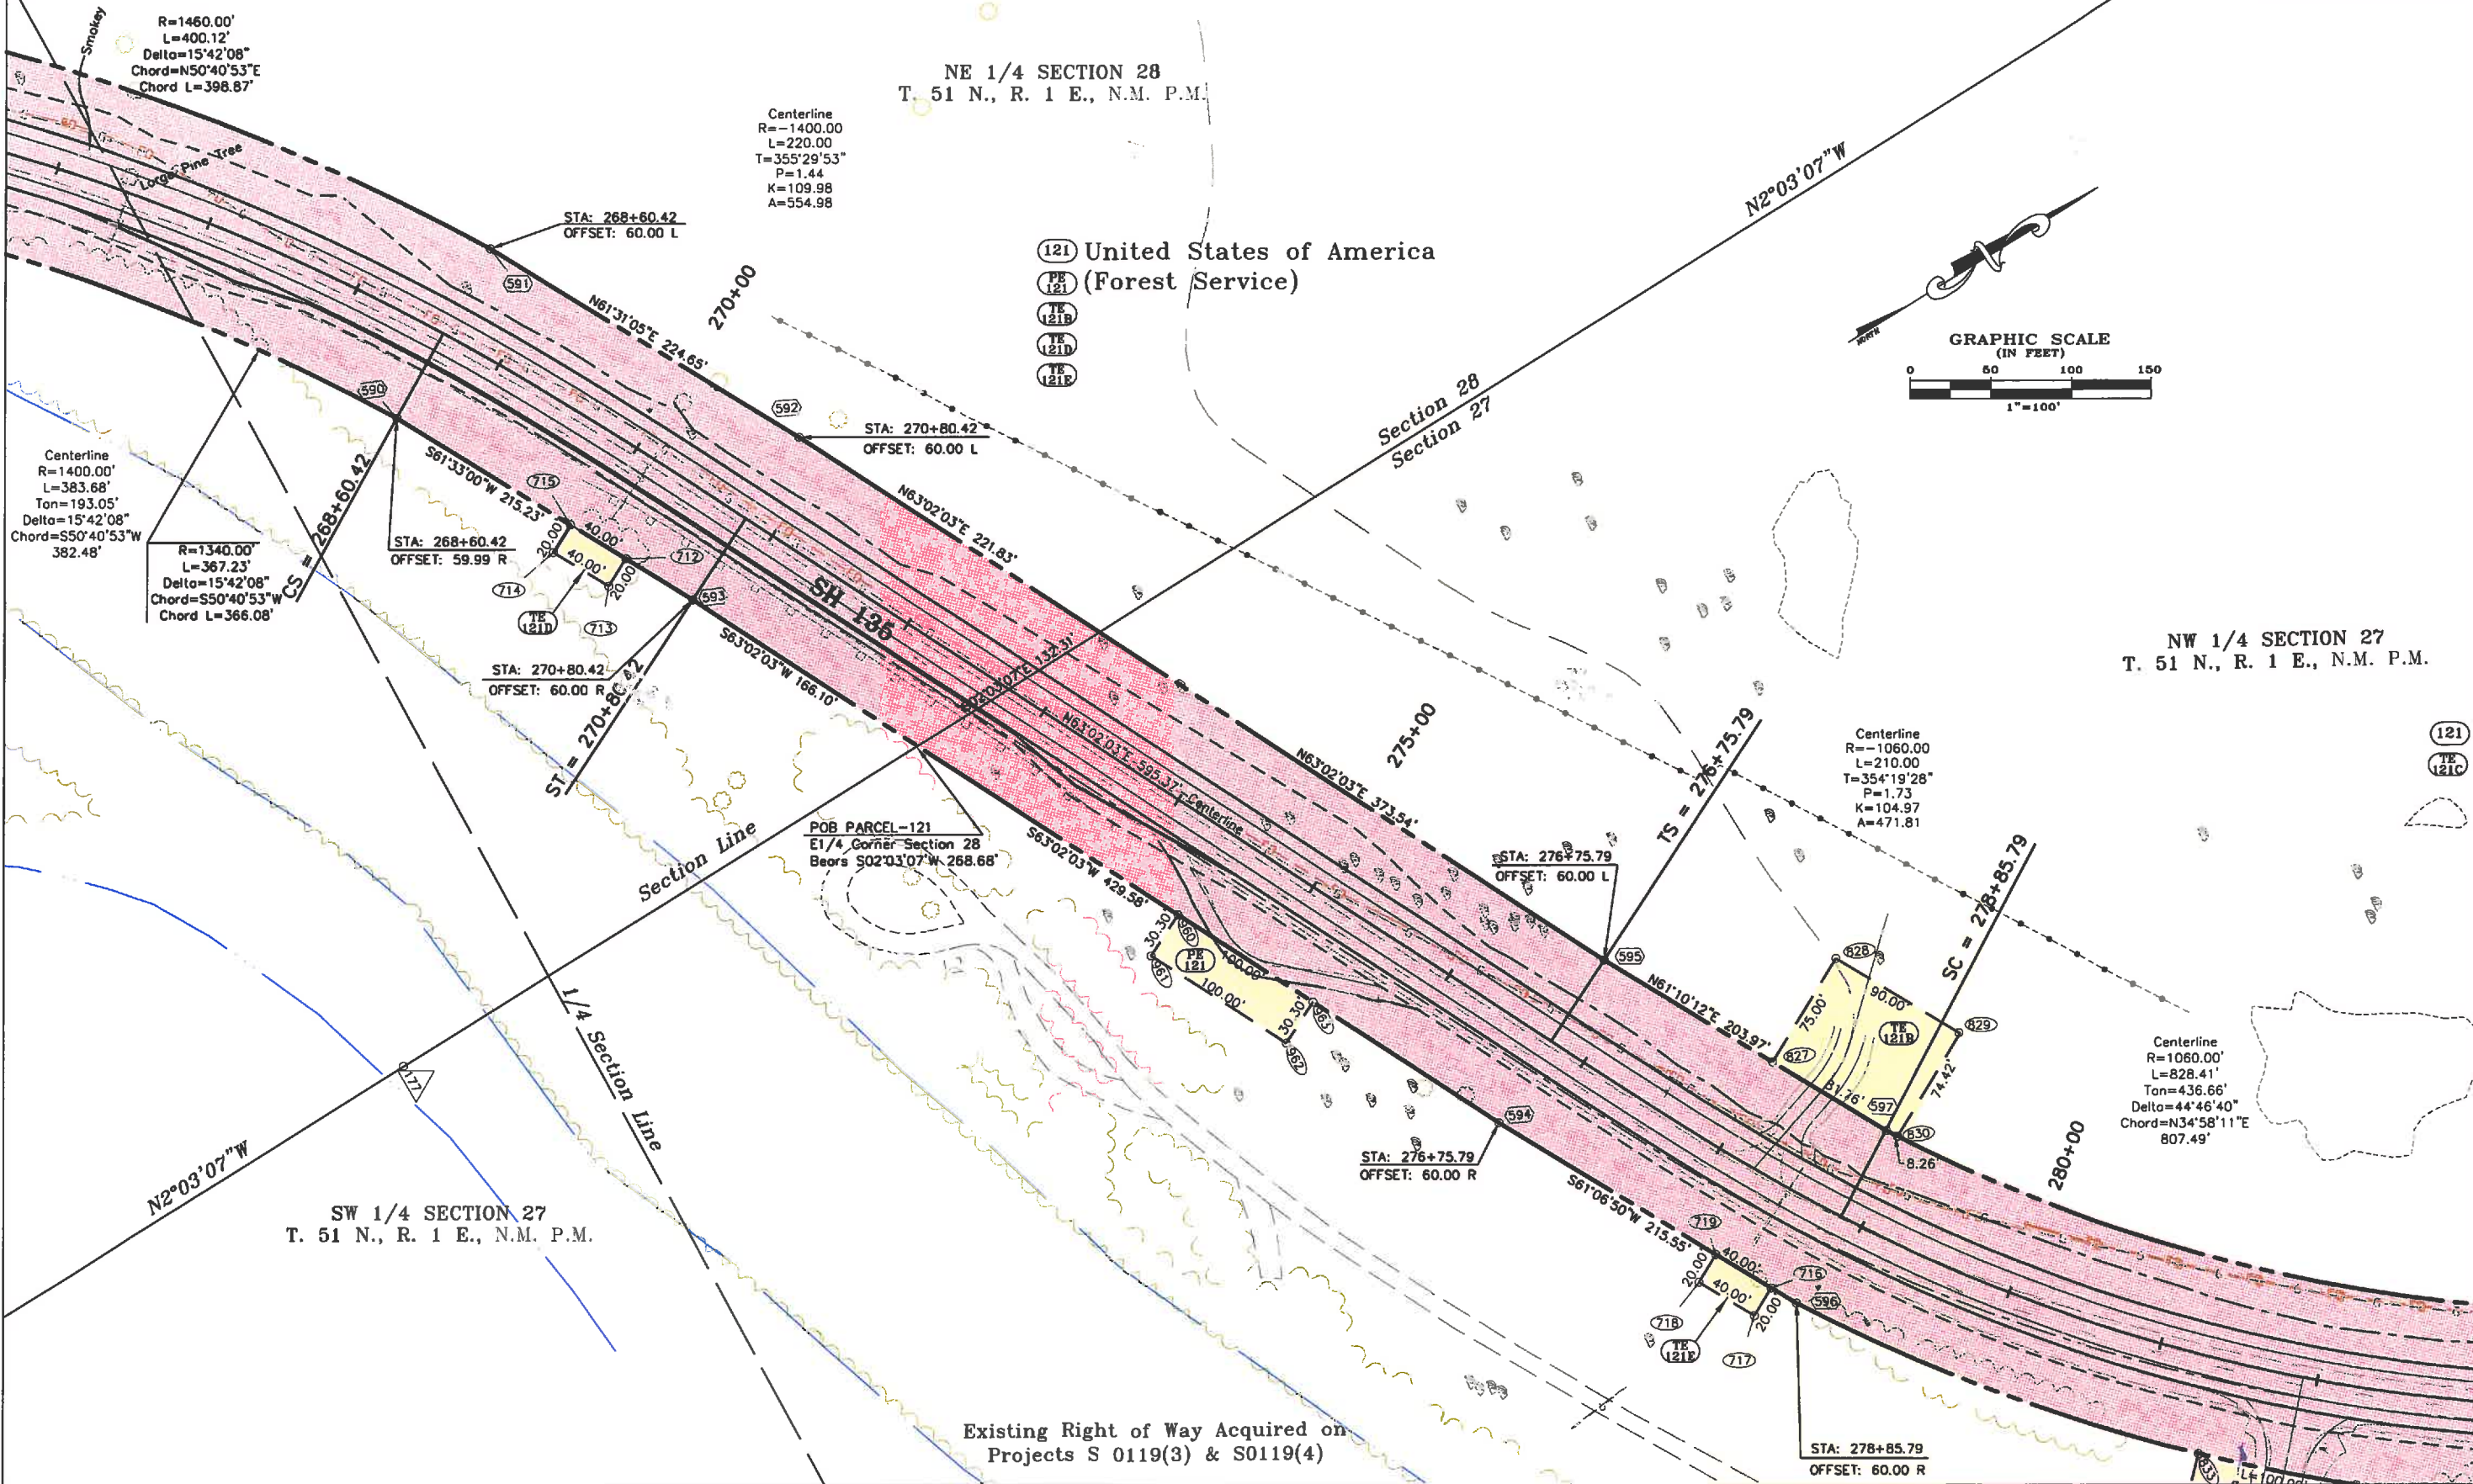 Smokey
R=1460.00'
L=400.12'
Delta=15°42'08"
Chord=N50°40'53"E
Chord L=398.87'
Large Pine Tree
NE 1/4 SECTION 28
T. 51 N., R. 1 E., N.M. P.M.
Centerline
R=-1400.00
L=220.00
T=355°29'53"
P=1.44
K=109.98
A=554.98
STA: 268+60.42
OFFSET: 60.00 L
591
N61°31'05"E 224.65'
270+00
121 United States of America
PE 121 (Forest Service)
TE 121B
TE 121D
TE 121E
N2°03'07"W
Section 28
Section 27
NORTH
GRAPHIC SCALE
(IN FEET)
0 50 100 150
1"=100'
592
STA: 270+80.42
OFFSET: 60.00 L
N63°02'03"E 221.83'
590
Centerline
R=1400.00'
L=383.68'
Tan=193.05'
Delta=15°42'08"
Chord=S50°40'53"W
382.48'
R=1340.00'
L=367.23'
Delta=15°42'08"
Chord=S50°40'53"W
Chord L=366.08'
CS = 268+60.42
STA: 268+60.42
OFFSET: 59.99 R
S61°33'00"W 215.23'
715
40.00'
20.00'
40.00'
20.00'
712
714
713
TE 121D
593
STA: 270+80.42
OFFSET: 60.00 R
ST = 270+80.42
S63°02'03"W 166.10'
SH 135
S02°03'07"E 132.31'
N63°02'03"E 595.37' Centerline
N63°02'03"E 373.54'
275+00
TS = 276+75.79
STA: 276+75.79
OFFSET: 60.00 L
595
NW 1/4 SECTION 27
T. 51 N., R. 1 E., N.M. P.M.
121
TE 121C
Centerline
R=-1060.00
L=210.00
T=354°19'28"
P=1.73
K=104.97
A=471.81
SC = 278+85.79
POB PARCEL-121
E1/4 Corner Section 28
Bears S02°03'07"W 268.68'
Section Line
S63°02'03"W 429.58'
960
30.30'
PE 121
100.00'
961
100.00'
30.30'
963
962
N61°10'12"E 203.97'
828
75.00'
90.00'
TE 121B
829
827
74.42'
81.76'
597
830
8.26'
Centerline
R=1060.00'
L=828.41'
Tan=436.66'
Delta=44°46'40"
Chord=N34°58'11"E
807.49'
280+00
1/4 Section Line
177
N2°03'07"W
SW 1/4 SECTION 27
T. 51 N., R. 1 E., N.M. P.M.
594
STA: 276+75.79
OFFSET: 60.00 R
S61°06'50"W 215.55'
719
40.00'
20.00'
40.00'
20.00'
716
596
718
TE 121E
717
Existing Right of Way Acquired on
Projects S 0119(3) & S0119(4)
STA: 278+85.79
OFFSET: 60.00 R
833